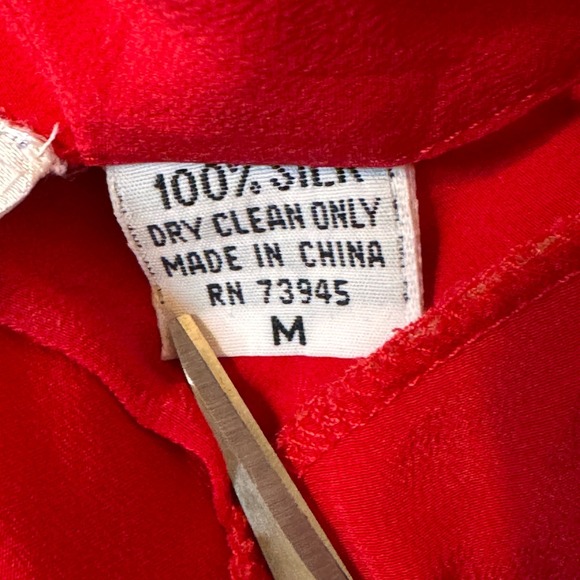 100% SILK
DRY CLEAN ONLY
MADE IN CHINA
RN 73945
M